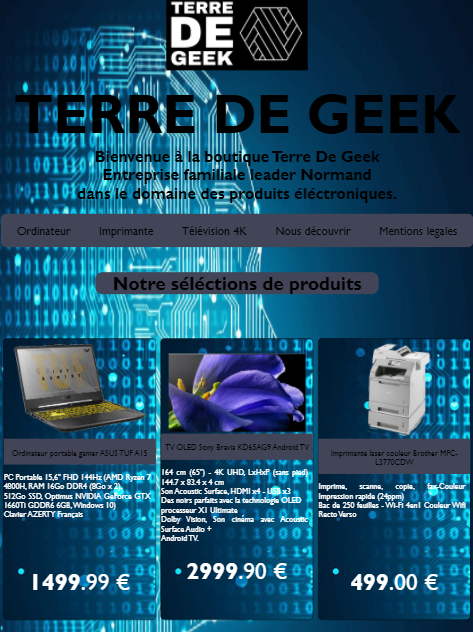 TERRE
DE
GEEK
TERRE DE GEEK
Bienvenue à la boutique Terre De Geek
Entreprise familiale leader Normand
dans le domaine des produits éléctroniques.
Ordinateur Imprimante Télévision 4K Nous découvrir Mentions legales
Notre séléctions de produits
Ordinateur portable gamer ASUS TUF A15
PC Portable 15,6" FHD 144Hz (AMD Ryzen 7
4800H, RAM 16Go DDR4 (8Go x 2),
512Go SSD, Optimus NVIDIA GeForce GTX
1660Ti GDDR6 6GB, Windows 10)
Clavier AZERTY Français
1499.99 €
TV OLED Sony Bravia KD65AG9 Android TV
164 cm (65") - 4K UHD, LxHxP (sans pied)
144.7 x 83.4 x 4 cm
Son Acoustic Surface, HDMI x4 - USB x3
Des noirs parfaits avec la technologie OLED
processeur X1 Ultimate
Dolby Vision, Son cinéma avec Acoustic
Surface Audio +
Android TV.
2999.90 €
Imprimente laser couleur Brother MFC-
L3770CDW
Imprime, scanne, copie, fax-Couleur
Impression rapide (24ppm)
Bac de 250 feuilles - Wi-Fi 4en1 Couleur Wifi
Recto Verso
499.00 €